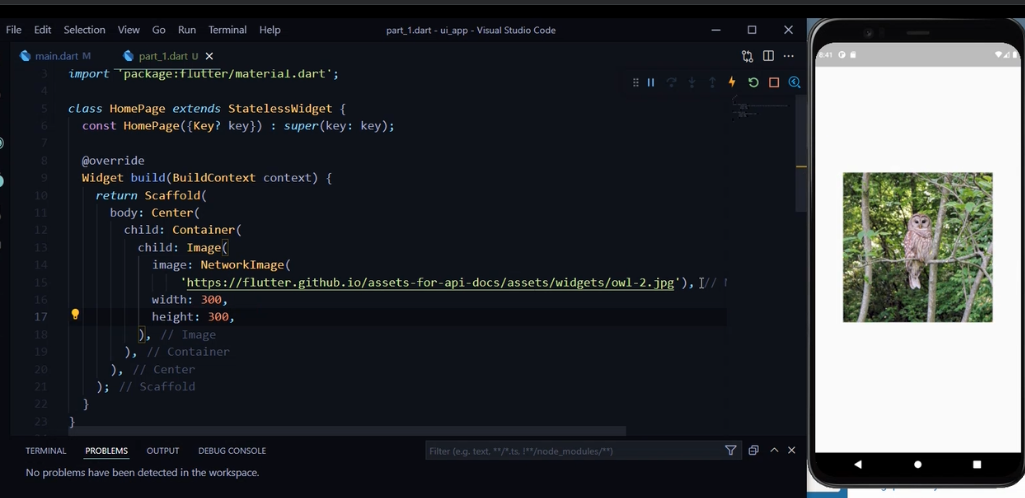 File Edit Selection View Go Run Terminal Help part_1.dart - ui_app - Visual Studio Code
main.dart M part_1.dart U
3 import 'package:flutter/material.dart';
4
5 class HomePage extends StatelessWidget {
6 const HomePage({Key? key}) : super(key: key);
7
8 @override
9 Widget build(BuildContext context) {
10 return Scaffold(
11 body: Center(
12 child: Container(
13 child: Image(
14 image: NetworkImage(
15 'https://flutter.github.io/assets-for-api-docs/assets/widgets/owl-2.jpg'), // N
16 width: 300,
17 height: 300,
18 ), // Image
19 ), // Container
20 ), // Center
21 ); // Scaffold
22 }
23 }
TERMINAL PROBLEMS OUTPUT DEBUG CONSOLE
Filter (e.g. text, **/*.ts, !**/node_modules/**)
No problems have been detected in the workspace.